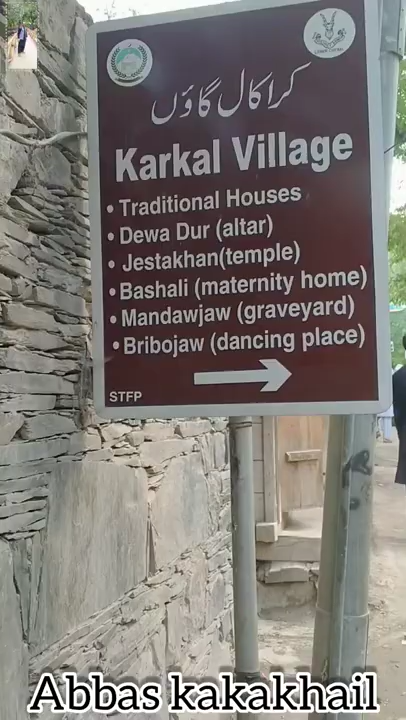 کراکال گاؤں
Karkal Village
• Traditional Houses
• Dewa Dur (altar)
• Jestakhan(temple)
• Bashali (maternity home)
• Mandawjaw (graveyard)
• Bribojaw (dancing place)
STFP
Abbas kakakhail